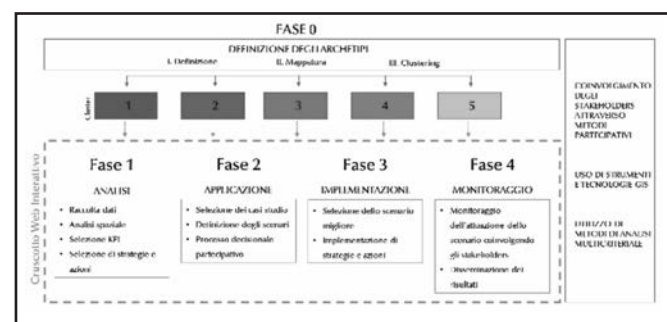 FASE 0
DEFINIZIONE DEGLI ARCHETIPI
I. Definizione II. Mappatura III. Clustering
Cluster
1 2 3 4 5
Cruscotto Web Interattivo
Fase 1
ANALISI
• Raccolta dati
• Analisi spaziale
• Selezione KPI
• Selezione di strategie e
azioni
Fase 2
APPLICAZIONE
• Selezione dei casi studio
• Definizione degli scenari
• Processo decisionale
partecipativo
Fase 3
IMPLEMENTAZIONE
• Selezione dello scenario
migliore
• Implementazione di
strategie e azioni
Fase 4
MONITORAGGIO
• Monitoraggio
dell'attuazione dello
scenario coinvolgendo
gli stakeholders
• Disseminazione dei
risultati
COINVOLGIMENTO
DEGLI
STAKEHOLDERS
ATTRAVERSO
METODI
PARTECIPATIVI
USO DI STRUMENTI
E TECNOLOGIE GIS
UTILIZZO DI
METODI DI ANALISI
MULTICRITERIALE